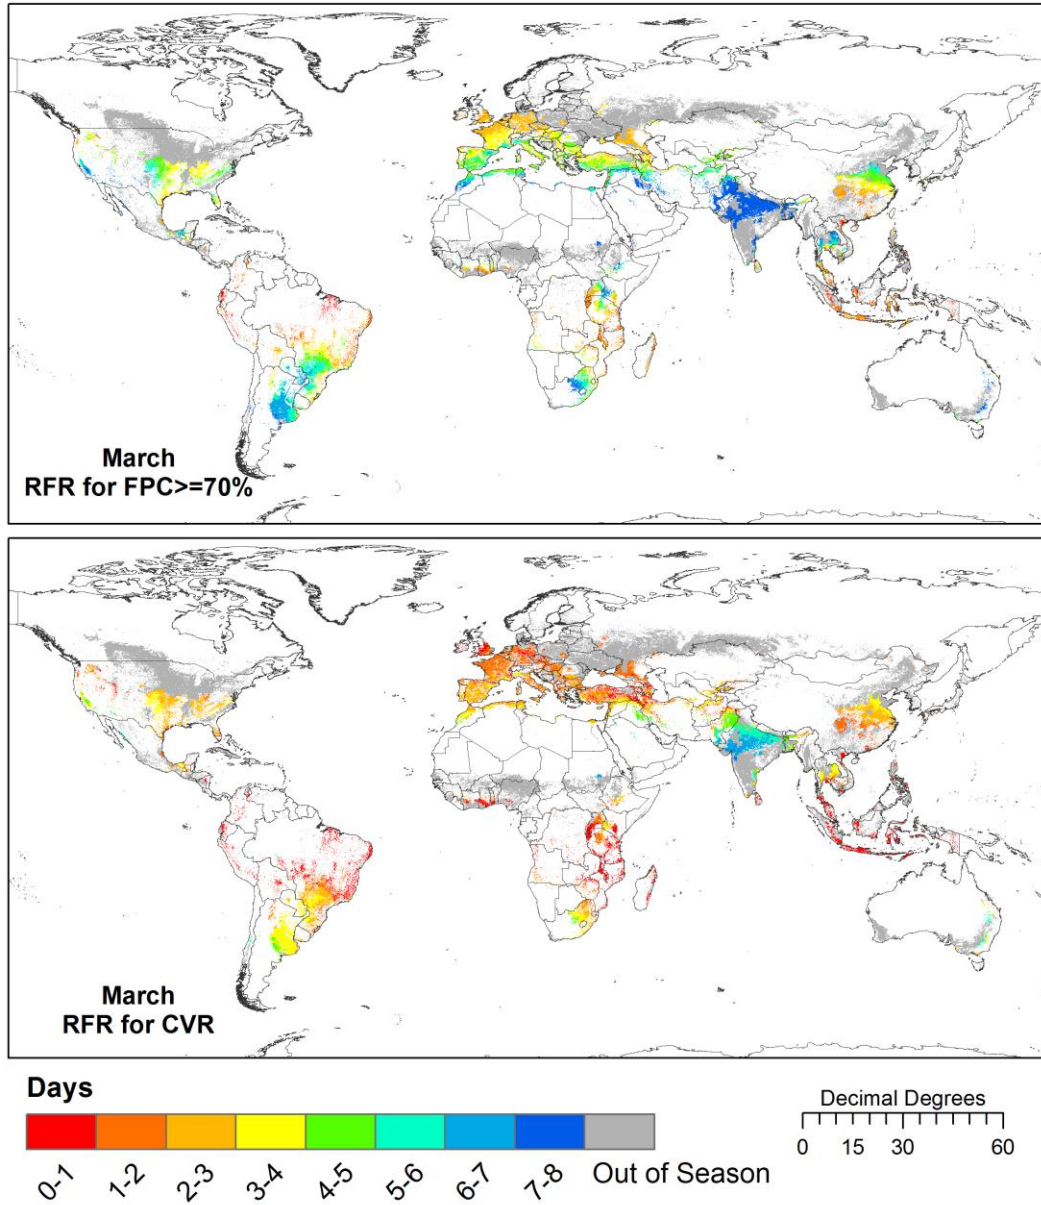 March
RFR for FPC>=70%
March
RFR for CVR
Days
Decimal Degrees
0 15 30 60
0-1 1-2 2-3 3-4 4-5 5-6 6-7 7-8 Out of Season